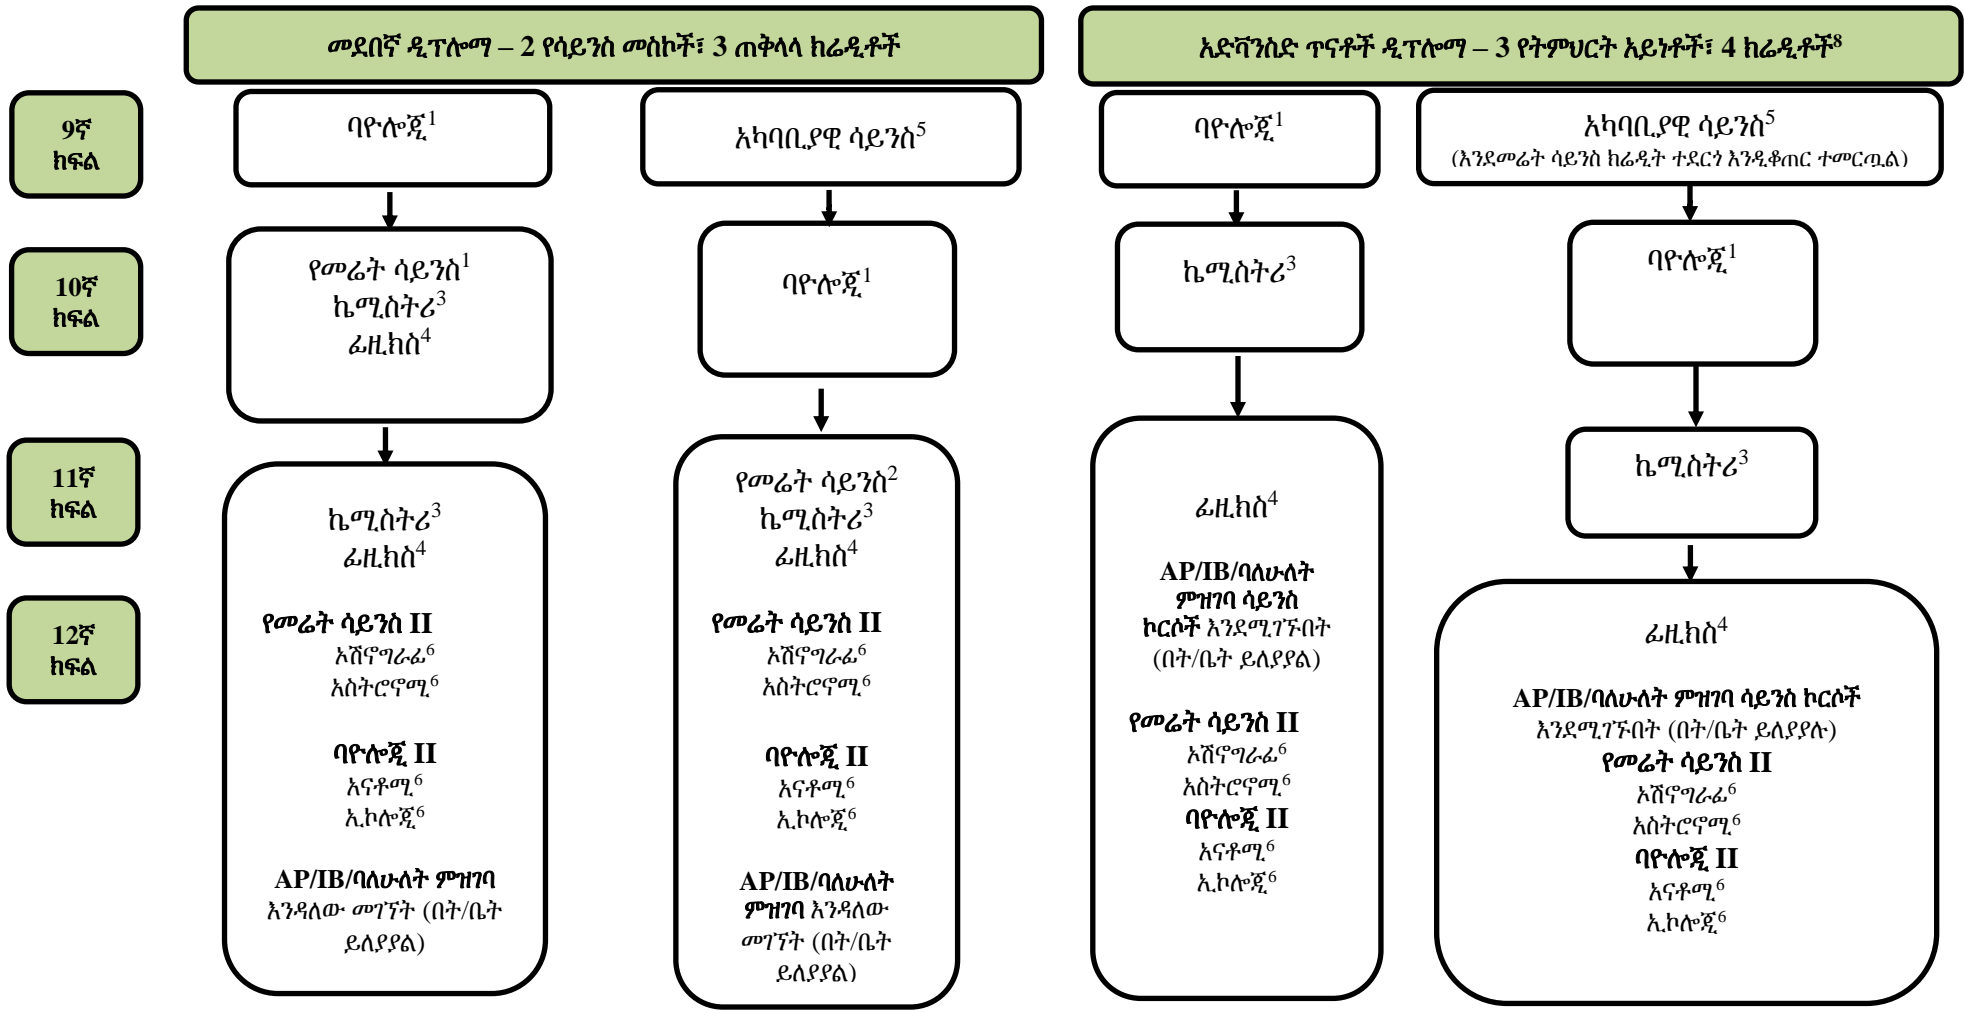 መደበኛ ዲፕሎማ – 2 የሳይንስ መስኮች፣ 3 ጠቅላላ ክሬዲቶች
አድቫንስድ ጥናቶች ዲፕሎማ – 3 የትምህርት አይነቶች፣ 4 ክሬዲቶች⁸
9ኛ
ክፍል
ባዮሎጂ¹
አካባቢያዊ ሳይንስ⁵
ባዮሎጂ¹
አካባቢያዊ ሳይንስ⁵
(እንደመሬት ሳይንስ ክሬዲት ተደርጎ እንዲቆጠር ተመርጧል)
10ኛ
ክፍል
የመሬት ሳይንስ¹
ኬሚስትሪ³
ፊዚክስ⁴
ባዮሎጂ¹
ኬሚስትሪ³
ባዮሎጂ¹
11ኛ
ክፍል
12ኛ
ክፍል
ኬሚስትሪ³
ፊዚክስ⁴
የመሬት ሳይንስ II
ኦሽኖግራፊ⁶
አስትሮኖሚ⁶
ባዮሎጂ II
አናቶሚ⁶
ኢኮሎጂ⁶
AP/IB/ባለሁለት ምዝገባ
እንዳለው መገኘት (በት/ቤት
ይለያያል)
የመሬት ሳይንስ²
ኬሚስትሪ³
ፊዚክስ⁴
የመሬት ሳይንስ II
ኦሽኖግራፊ⁶
አስትሮኖሚ⁶
ባዮሎጂ II
አናቶሚ⁶
ኢኮሎጂ⁶
AP/IB/ባለሁለት
ምዝገባ እንዳለው
መገኘት (በት/ቤት
ይለያያል)
ፊዚክስ⁴
AP/IB/ባለሁለት
ምዝገባ ሳይንስ
ኮርሶች እንደሚገኙበት
(በት/ቤት ይለያያል)
የመሬት ሳይንስ II
ኦሽኖግራፊ⁶
አስትሮኖሚ⁶
ባዮሎጂ II
አናቶሚ⁶
ኢኮሎጂ⁶
ኬሚስትሪ³
ፊዚክስ⁴
AP/IB/ባለሁለት ምዝገባ ሳይንስ ኮርሶች
እንደሚገኙበት (በት/ቤት ይለያያሉ)
የመሬት ሳይንስ II
ኦሽኖግራፊ⁶
አስትሮኖሚ⁶
ባዮሎጂ II
አናቶሚ⁶
ኢኮሎጂ⁶